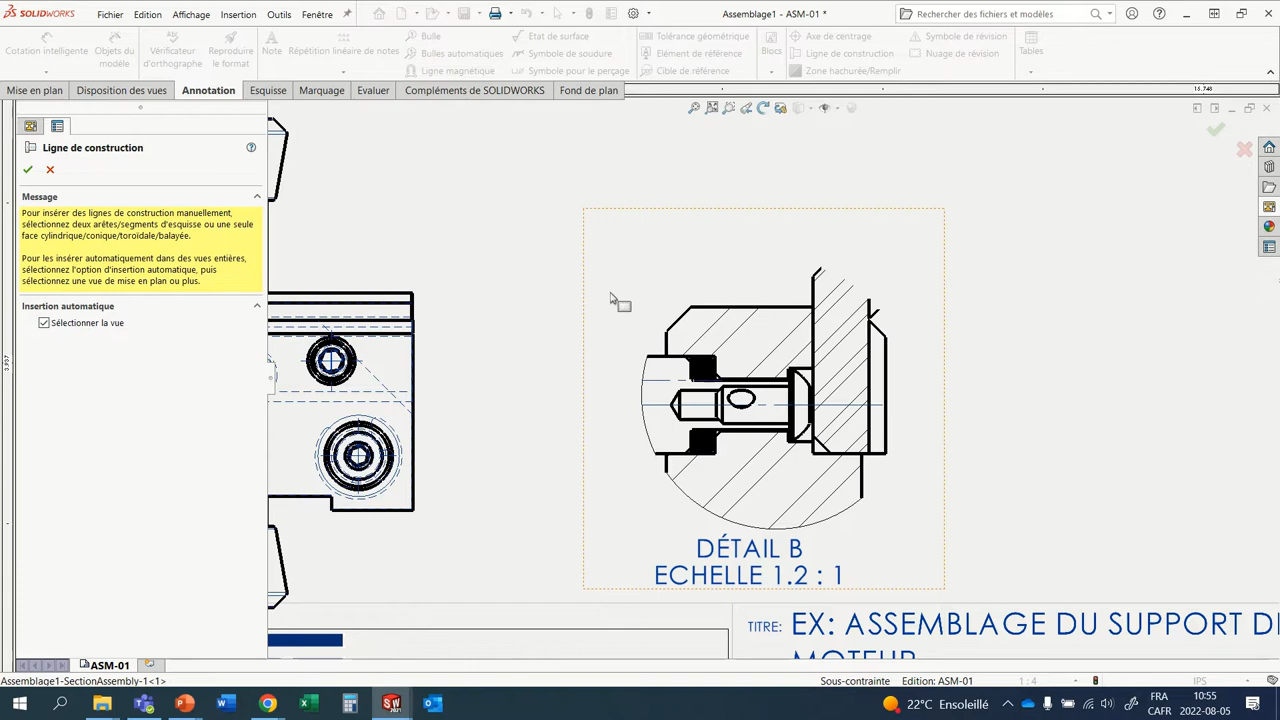 SOLIDWORKS Fichier Edition Affichage Insertion Outils Fenêtre Assemblage1 - ASM-01 * Rechercher des fichiers et modèles
Cotation intelligente Objets du modèle Vérificateur d'orthographe Reproduire le format Note Répétition linéaire de notes Bulle Bulles automatiques Ligne magnétique Etat de surface Symbole de soudure Symbole pour le perçage Tolérance géométrique Elément de référence Cible de référence Blocs Axe de centrage Ligne de construction Zone hachurée/Remplir Symbole de révision Nuage de révision Tables
Mise en plan Disposition des vues Annotation Esquisse Marquage Evaluer Compléments de SOLIDWORKS Fond de plan
15.748
Ligne de construction
Message
Pour insérer des lignes de construction manuellement,
sélectionnez deux arêtes/segments d'esquisse ou une seule
face cylindrique/conique/toroïdale/balayée.
Pour les insérer automatiquement dans des vues entières,
sélectionnez l'option d'insertion automatique, puis
sélectionnez une vue de mise en plan ou plus.
Insertion automatique
Sélectionner la vue
3.937
DÉTAIL B
ECHELLE 1.2 : 1
TITRE: EX: ASSEMBLAGE DU SUPPORT D
MOTEUR
ASM-01
Assemblage1-SectionAssembly-1<1> Sous-contrainte Edition: ASM-01 1 : 4 IPS
22°C Ensoleillé FRA CAFR 10:55 2022-08-05